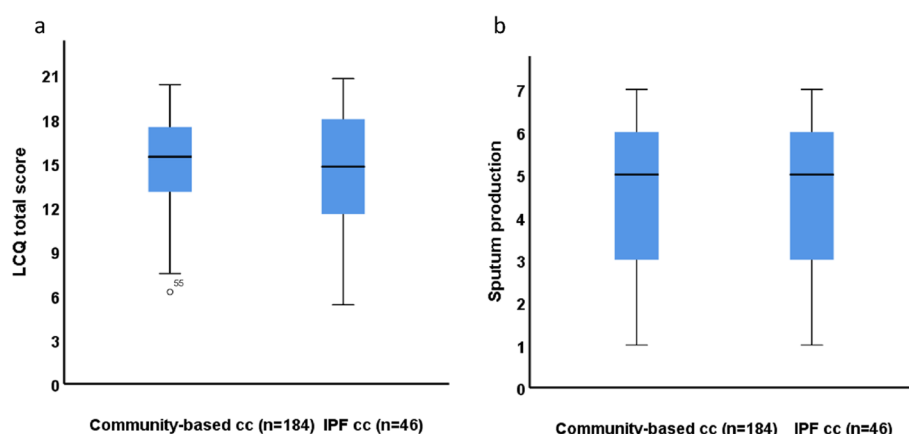 a
LCQ total score
21
18
15
12
9
6
3
0
55
Community-based cc (n=184) IPF cc (n=46)
b
Sputum production
7
6
5
4
3
2
1
0
Community-based cc (n=184) IPF cc (n=46)